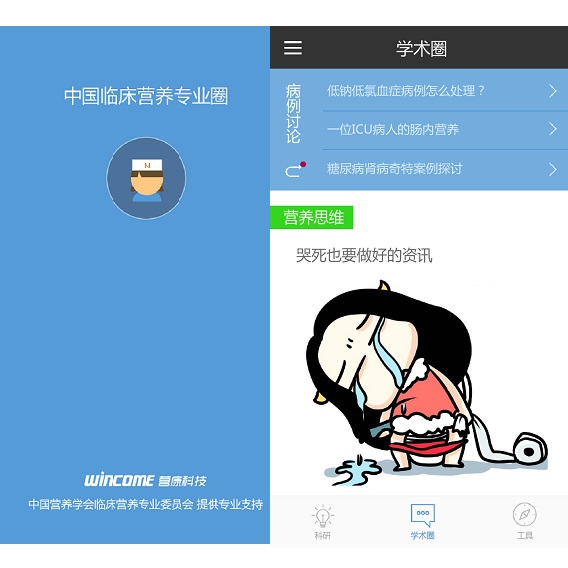 中国临床营养专业圈
N
WINCOME 营康科技
中国营养学会临床营养专业委员会 提供专业支持
学术圈
病例讨论
低钠低氯血症病例怎么处理？
一位ICU病人的肠内营养
糖尿病肾病奇特案例探讨
营养思维
哭死也要做好的资讯
科研
学术圈
工具